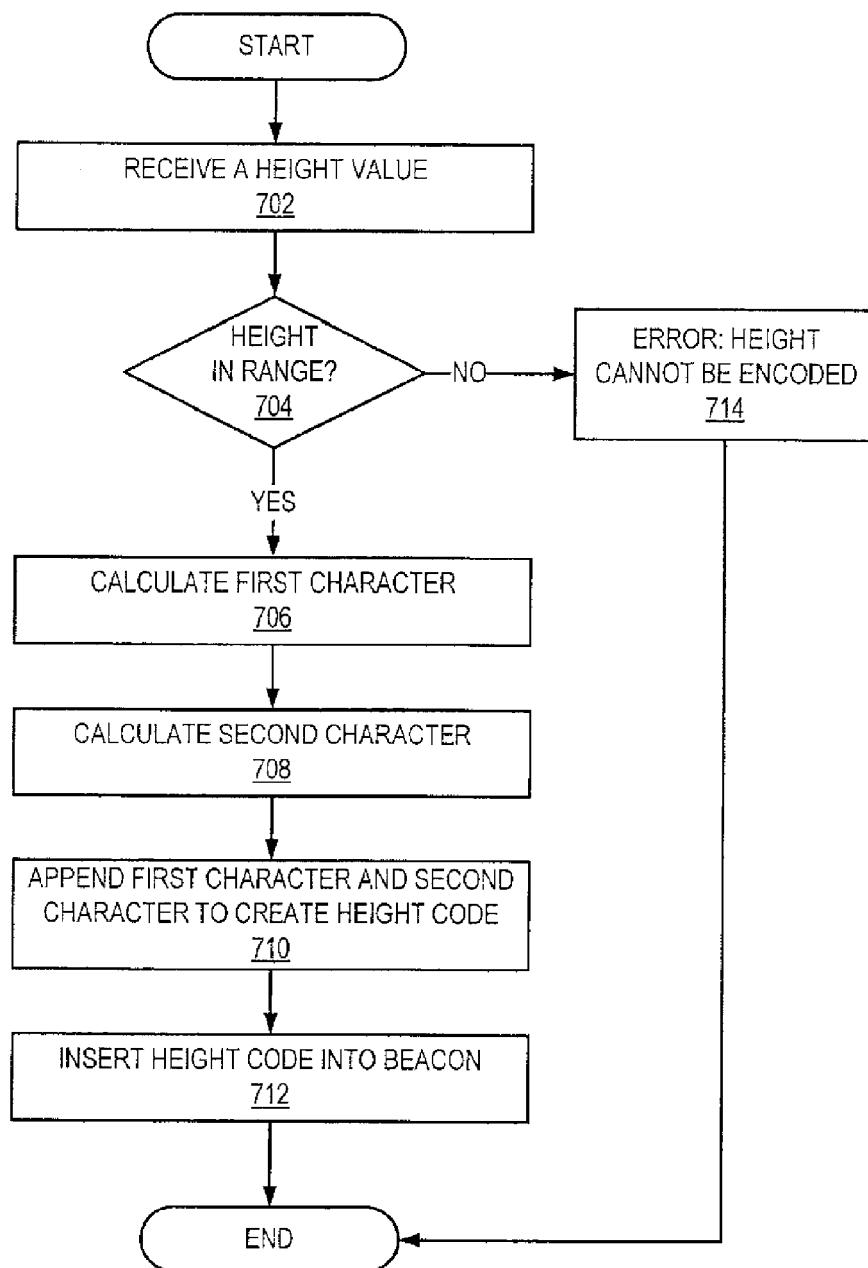 START
RECEIVE A HEIGHT VALUE
702
HEIGHT
IN RANGE?
704
NO
ERROR: HEIGHT
CANNOT BE ENCODED
714
YES
CALCULATE FIRST CHARACTER
706
CALCULATE SECOND CHARACTER
708
APPEND FIRST CHARACTER AND SECOND
CHARACTER TO CREATE HEIGHT CODE
710
INSERT HEIGHT CODE INTO BEACON
712
END